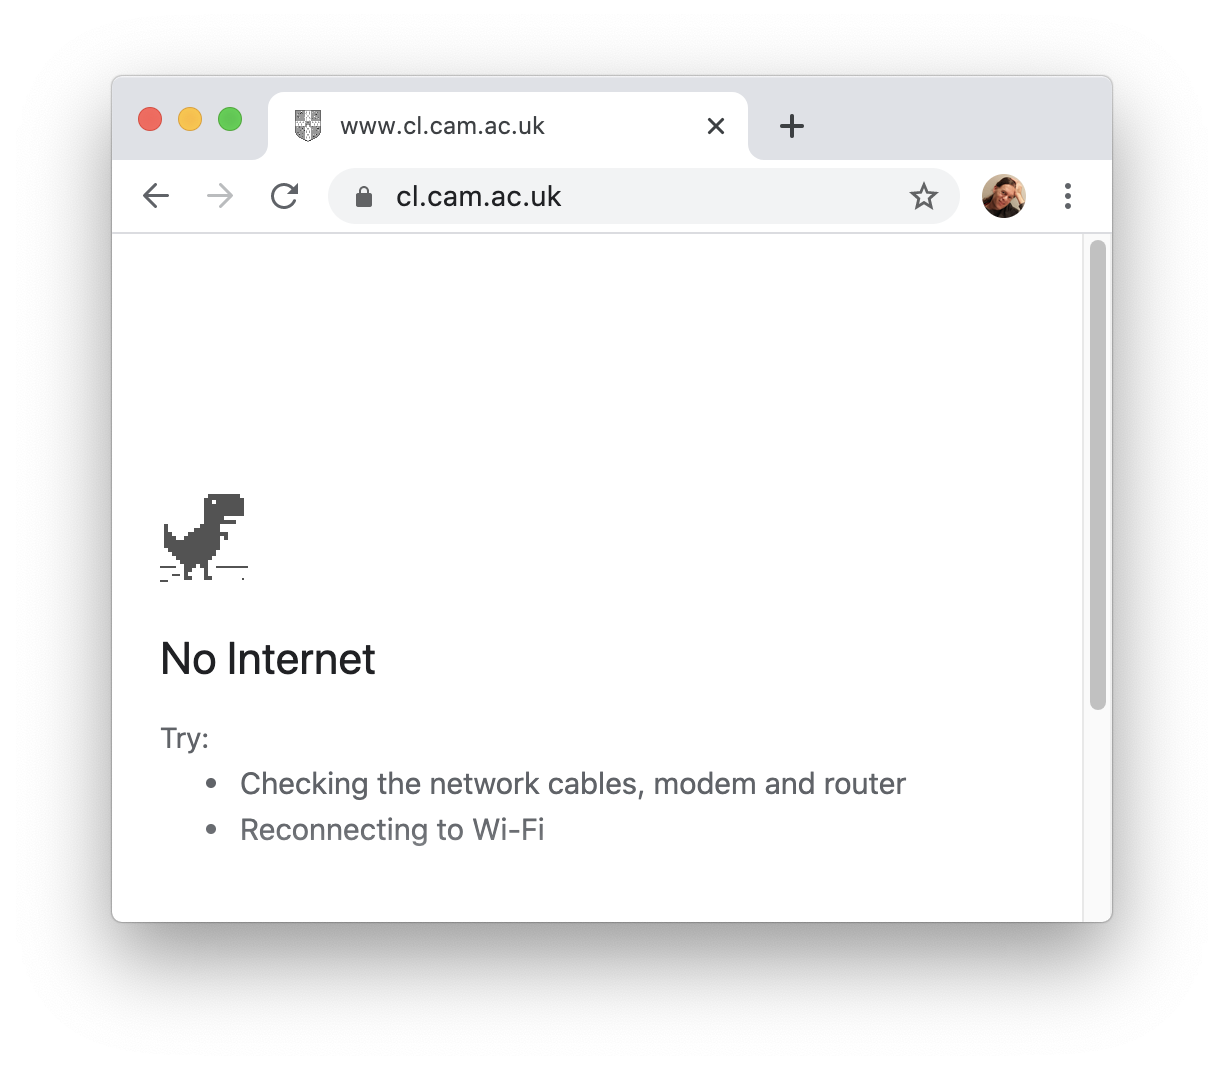 www.cl.cam.ac.uk
cl.cam.ac.uk
No Internet
Try:
Checking the network cables, modem and router
Reconnecting to Wi-Fi